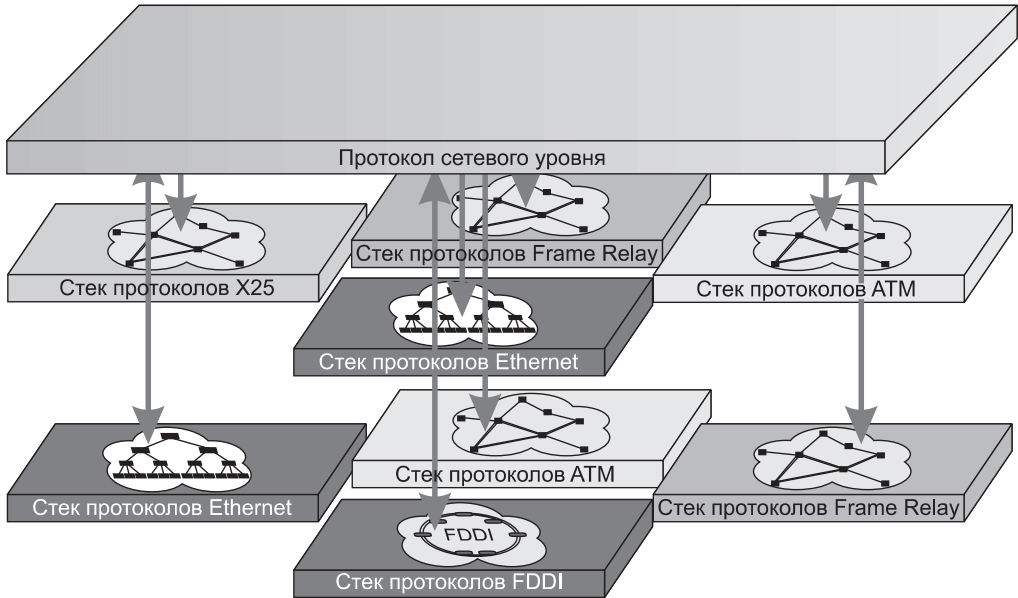 Протокол сетевого уровня
Стек протоколов Frame Relay
Стек протоколов X25
Стек протоколов ATM
Стек протоколов Ethernet
Стек протоколов ATM
Стек протоколов Ethernet
Стек протоколов Frame Relay
FDDI
Стек протоколов FDDI